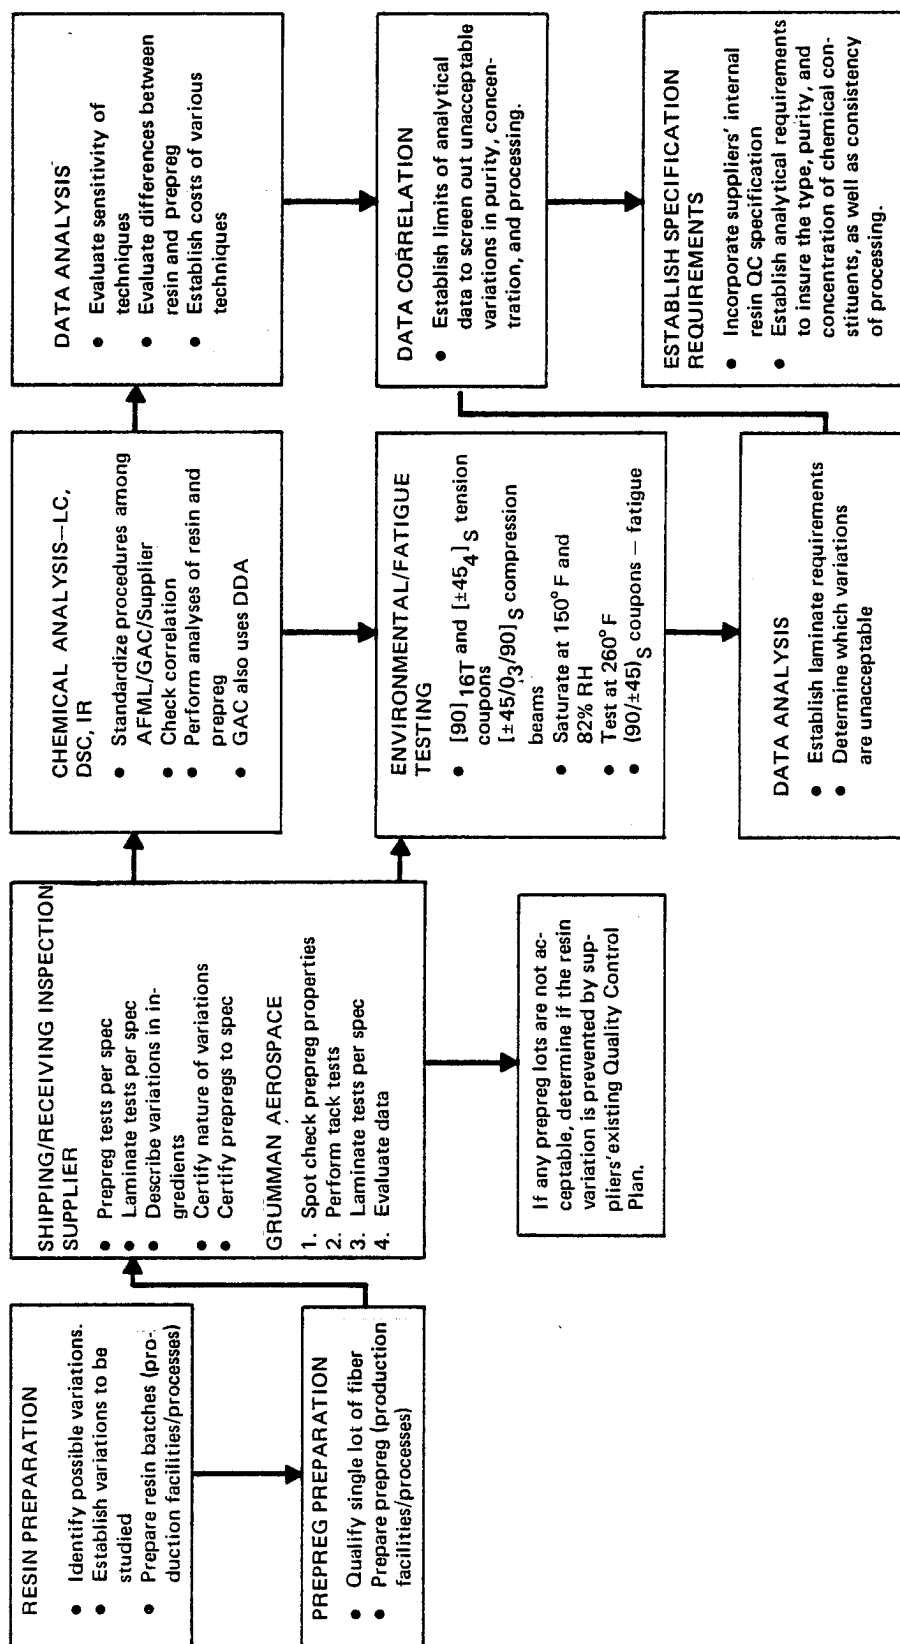 RESIN PREPARATION
● Identify possible variations.
● Establish variations to be
studied
● Prepare resin batches (pro-
duction facilities/processes)
PREPREG PREPARATION
● Qualify single lot of fiber
● Prepare prepreg (production
facilities/processes)
SHIPPING/RECEIVING INSPECTION
SUPPLIER
● Prepreg tests per spec
● Laminate tests per spec
● Describe variations in in-
gredients
● Certify nature of variations
● Certify prepregs to spec
GRUMMAN AEROSPACE
1. Spot check prepreg properties
2. Perform tack tests
3. Laminate tests per spec
4. Evaluate data
If any prepreg lots are not ac-
ceptable, determine if the resin
variation is prevented by sup-
pliers' existing Quality Control
Plan.
CHEMICAL ANALYSIS—LC,
DSC, IR
● Standardize procedures among
AFML/GAC/Supplier
● Check correlation
● Perform analyses of resin and
prepreg
● GAC also uses DDA
ENVIRONMENTAL/FATIGUE
TESTING
● [90]16T and [±45₄]S tension
coupons
[±45/0₃/90]S compression
beams
● Saturate at 150° F and
82% RH
● Test at 260° F
● (90/±45)S coupons — fatigue
DATA ANALYSIS
● Establish laminate requirements
● Determine which variations
are unacceptable
DATA ANALYSIS
● Evaluate sensitivity of
techniques
● Evaluate differences between
resin and prepreg
● Establish costs of various
techniques
DATA CORRELATION
● Establish limits of analytical
data to screen out unacceptable
variations in purity, concen-
tration, and processing.
ESTABLISH SPECIFICATION
REQUIREMENTS
● Incorporate suppliers' internal
resin QC specification
● Establish analytical requirements
to insure the type, purity, and
concentration of chemical con-
stituents, as well as consistency
of processing.